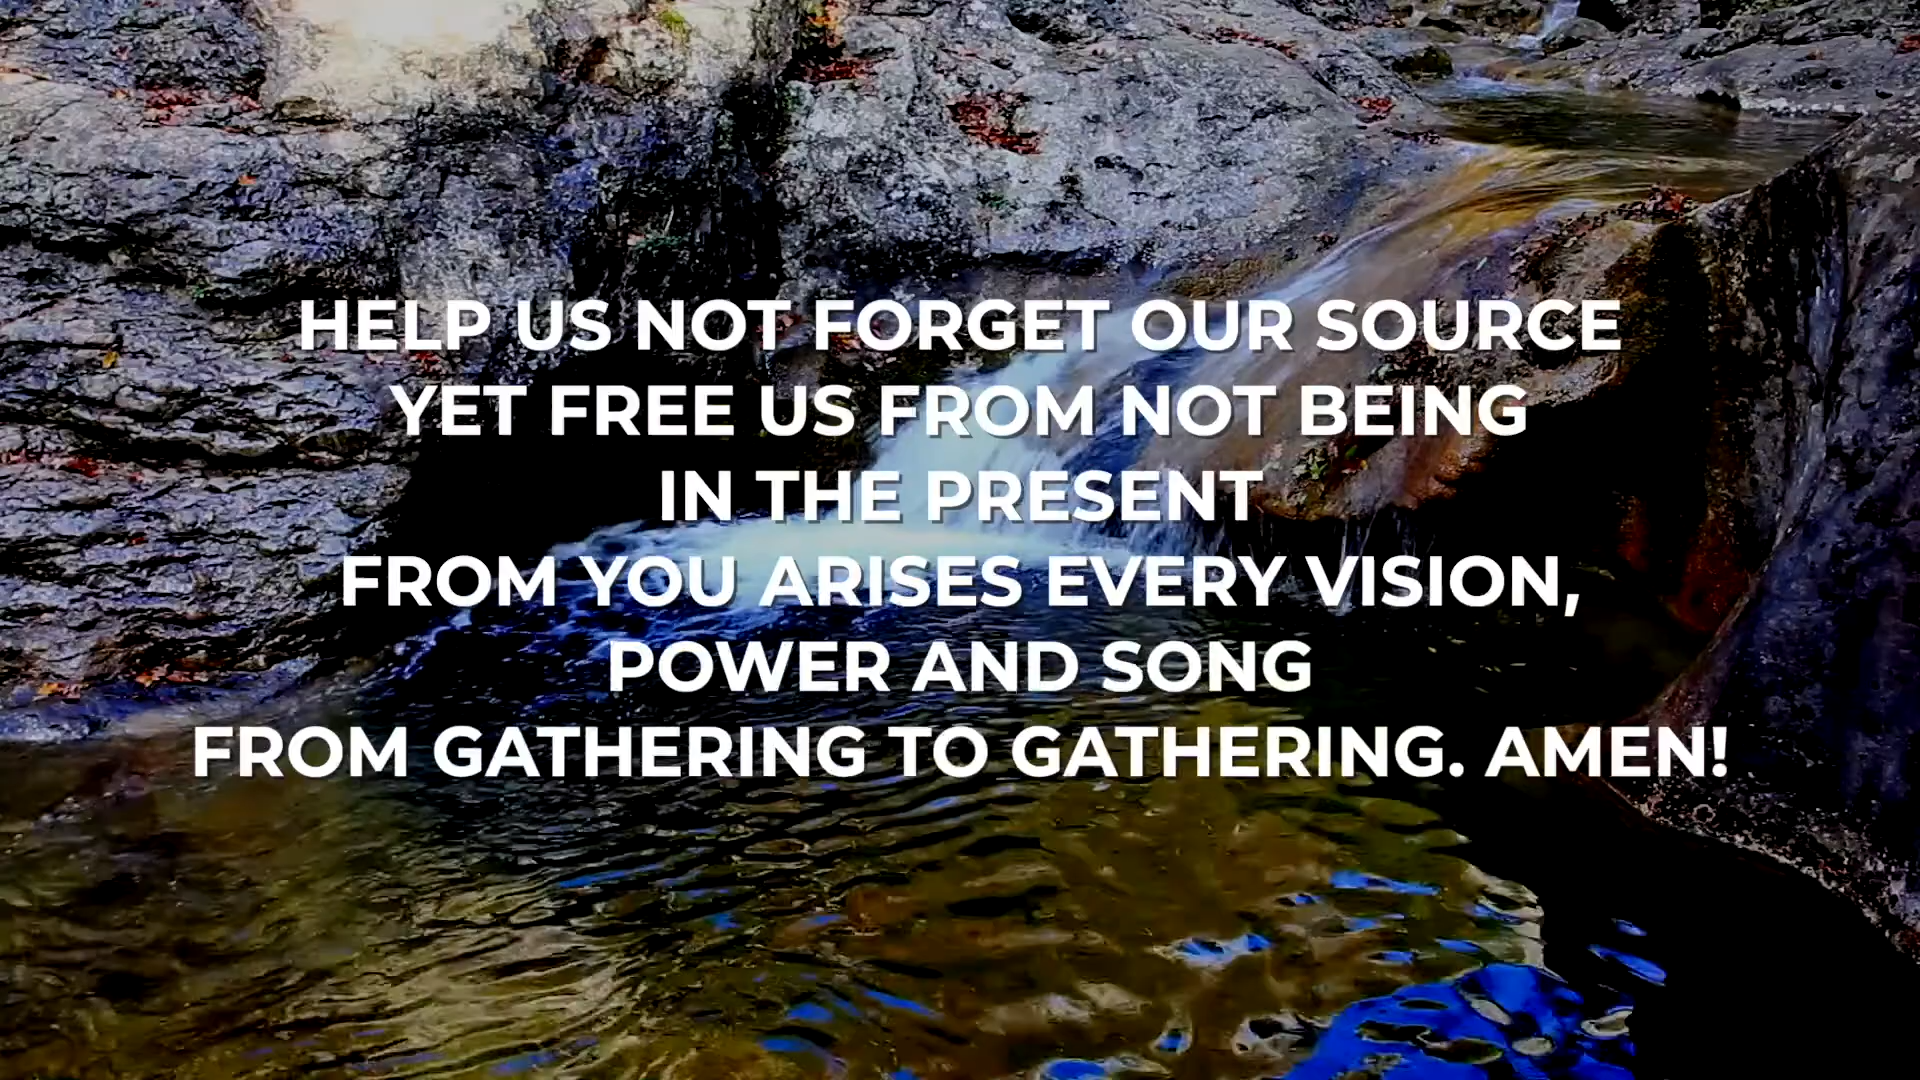 HELP US NOT FORGET OUR SOURCE
YET FREE US FROM NOT BEING
IN THE PRESENT
FROM YOU ARISES EVERY VISION,
POWER AND SONG
FROM GATHERING TO GATHERING. AMEN!